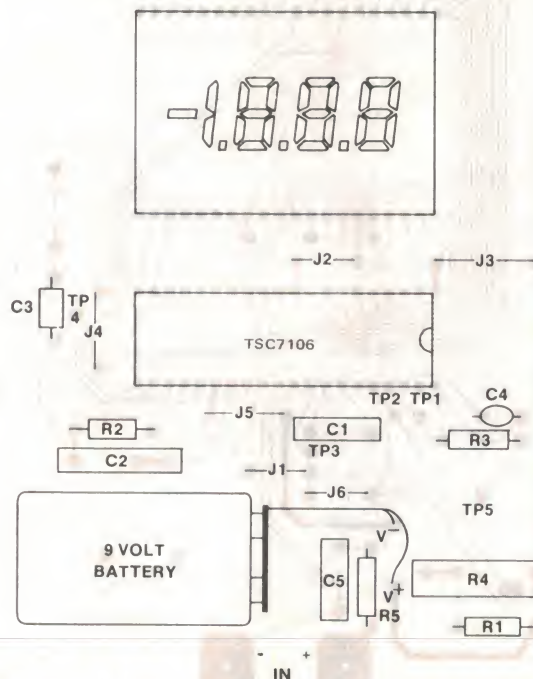 -1.8.8.8
J2
J3
C3
TP
4
J4
TSC7106
TP2 TP1
C4
J5
R2
C1
R3
C2
TP3
J1
J6
TP5
9 VOLT
BATTERY
V-
C5
V+
R5
R4
R1
- +
IN